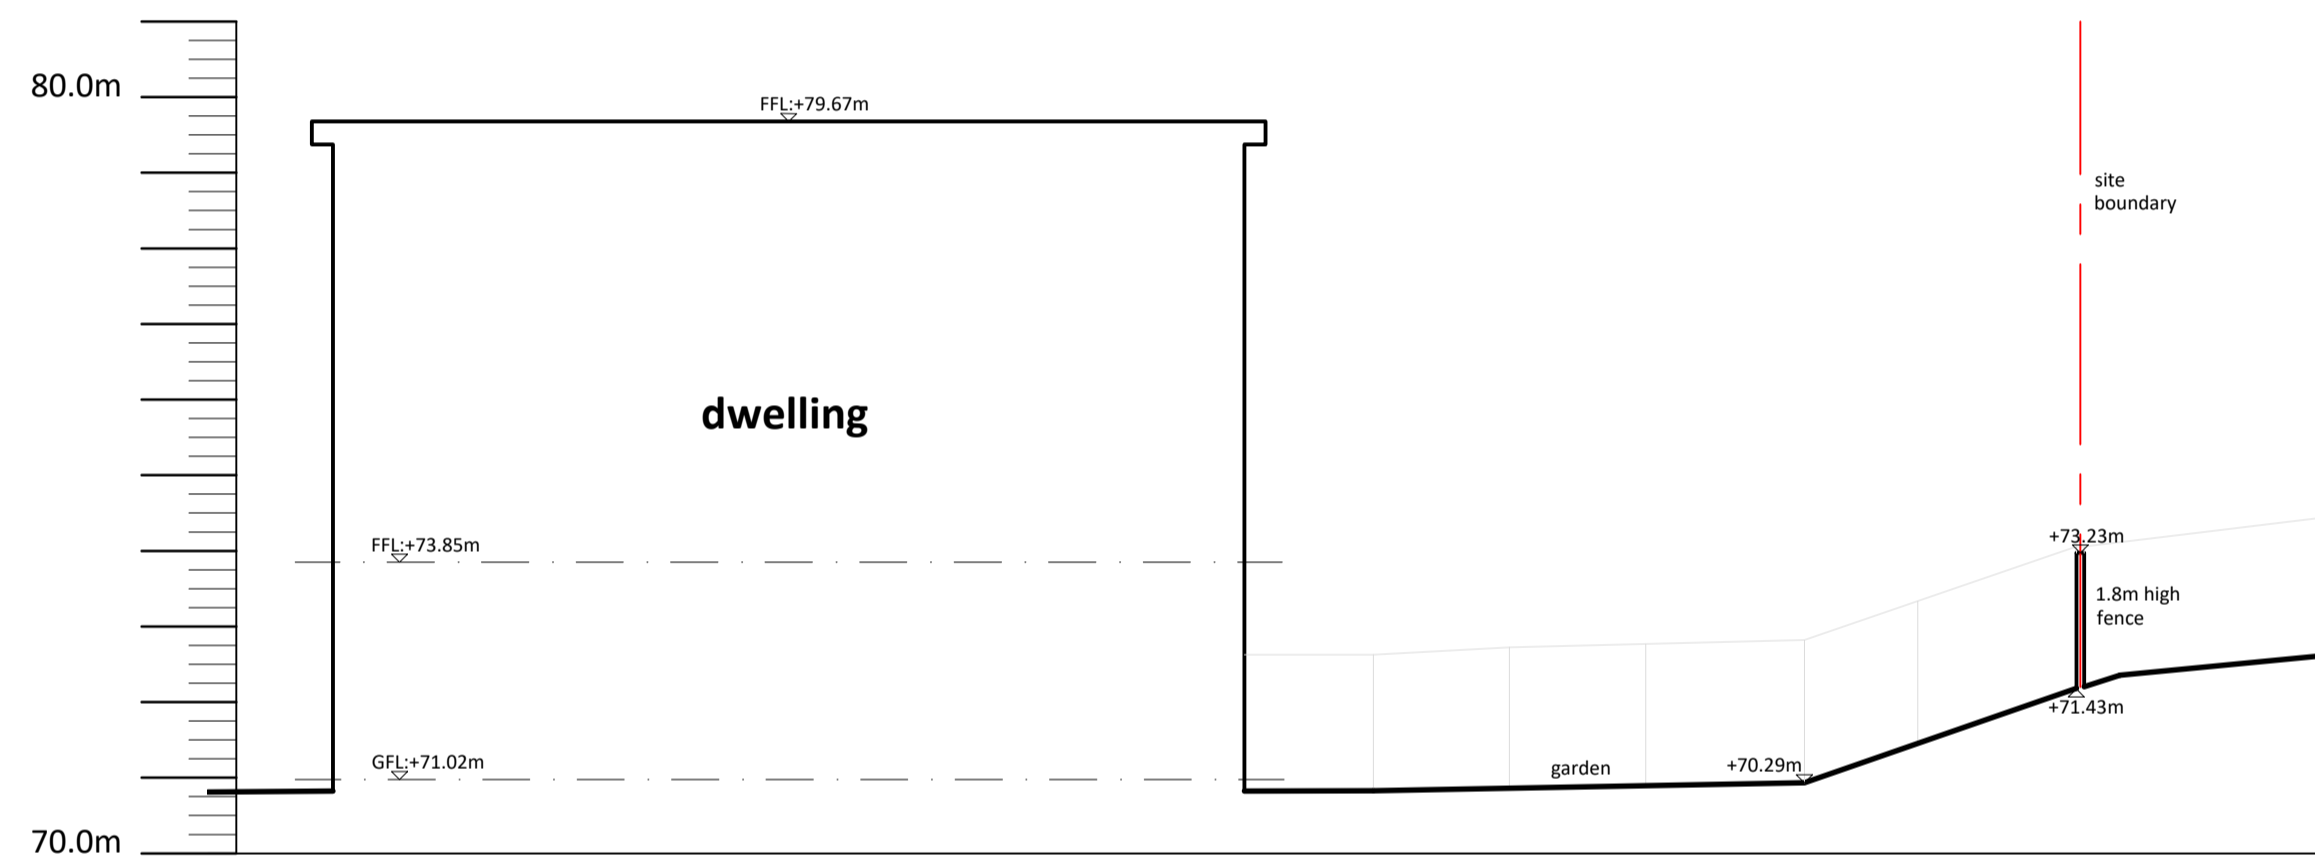 80.0m
FFL:+79.67m
site
boundary
dwelling
FFL:+73.85m
+73.23m
1.8m high
fence
+71.43m
GFL:+71.02m
garden
+70.29m
70.0m